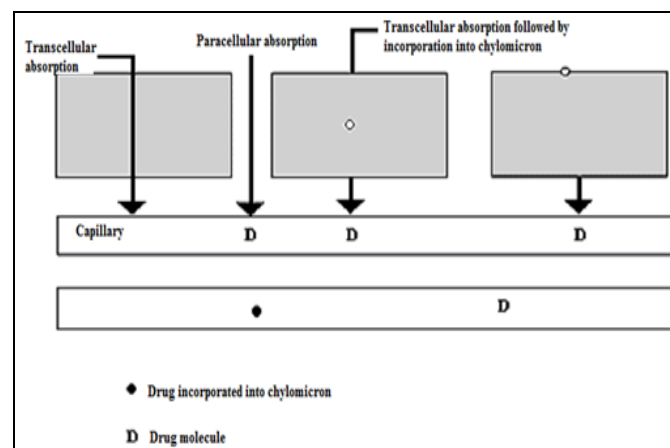 Transcellular
absorption
Paracellular absorption
Transcellular absorption followed by
incorporation into chylomicron
Capillary
D
D
D
D
Drug incorporated into chylomicron
D Drug molecule